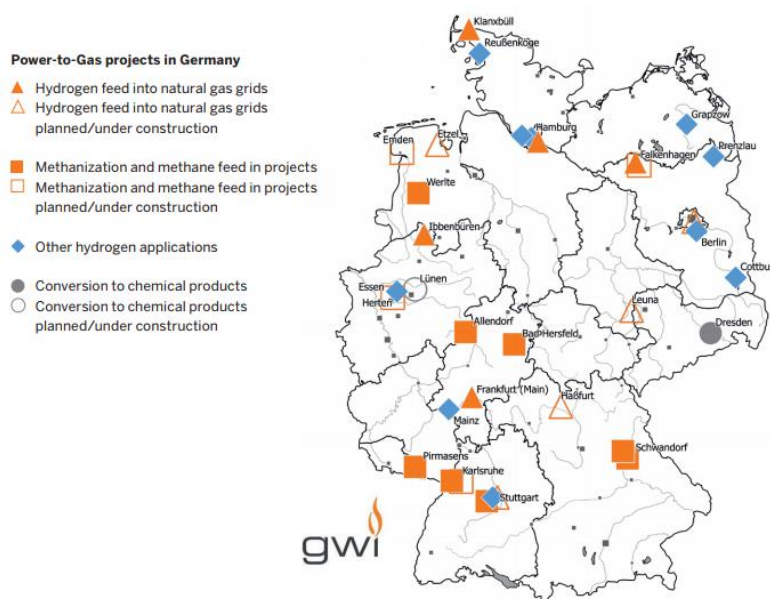 Power-to-Gas projects in Germany
Hydrogen feed into natural gas grids
Hydrogen feed into natural gas grids
planned/under construction
Methanization and methane feed in projects
Methanization and methane feed in projects
planned/under construction
Other hydrogen applications
Conversion to chemical products
Conversion to chemical products
planned/under construction
Klanxbüll
Reußenköge
Hamburg
Grapzow
Prenzlau
Emden
Etzel
Falkenhagen
Werlte
Ibbenbüren
Berlin
Cottbu
Essen
Lünen
Herten
Leuna
Allendorf
Bad Hersfeld
Dresden
Frankfurt (Main)
Haßfurt
Mainz
Schwandorf
Pirmasens
Karlsruhe
Stuttgart
gwi